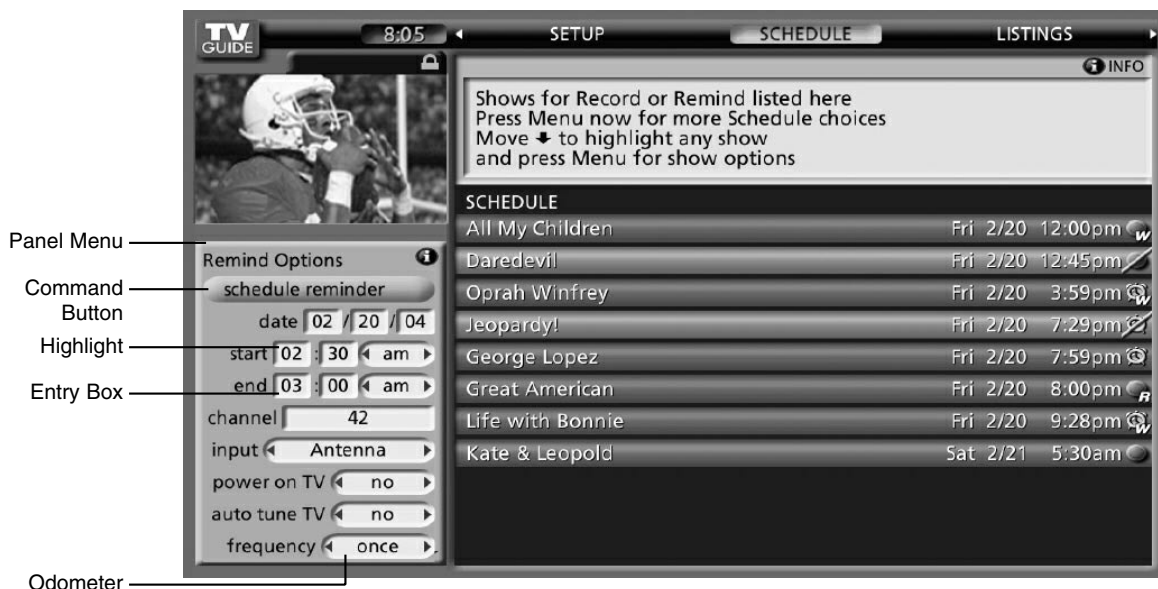 TV
GUIDE
8:05
SETUP
SCHEDULE
LISTINGS
INFO
Shows for Record or Remind listed here
Press Menu now for more Schedule choices
Move to highlight any show
and press Menu for show options
SCHEDULE
All My Children Fri 2/20 12:00pm W
Daredevil Fri 2/20 12:45pm
Oprah Winfrey Fri 2/20 3:59pm W
Jeopardy! Fri 2/20 7:29pm
George Lopez Fri 2/20 7:59pm
Great American Fri 2/20 8:00pm R
Life with Bonnie Fri 2/20 9:28pm W
Kate & Leopold Sat 2/21 5:30am
Panel Menu
Command
Button
Highlight
Entry Box
Odometer
Remind Options
schedule reminder
date 02 / 20 / 04
start 02 : 30 am
end 03 : 00 am
channel 42
input Antenna
power on TV no
auto tune TV no
frequency once